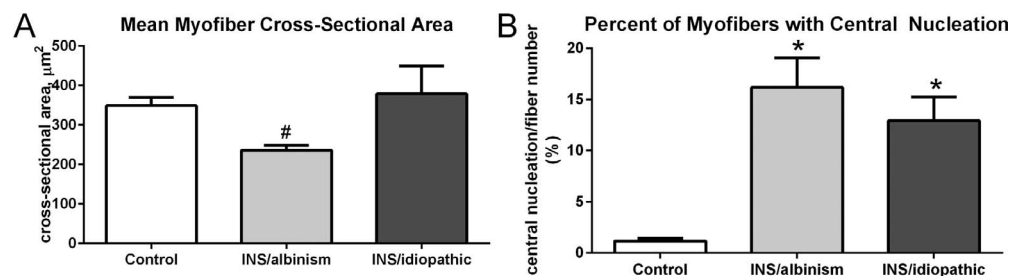 A
Mean Myofiber Cross-Sectional Area
cross-sectional area, μm²
500
400
300
200
100
0
#
Control
INS/albinism
INS/idiopathic
B
Percent of Myofibers with Central Nucleation
central nucleation/fiber number
(%)
20
15
10
5
0
*
*
Control
INS/albinism
INS/idiopathic